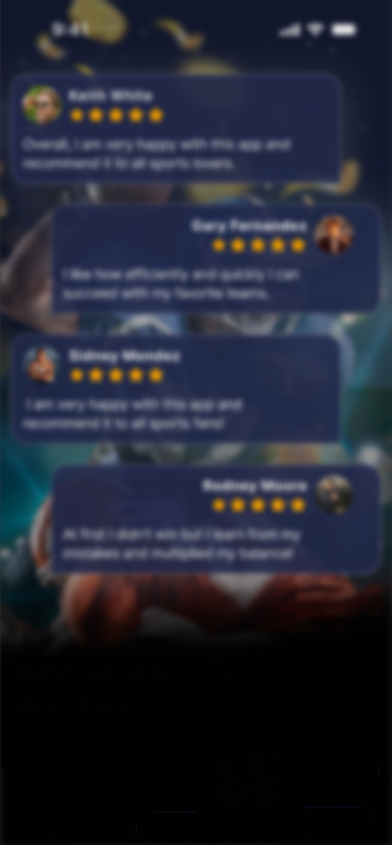 9:41
Keith White
Overall, I am very happy with this app and
recommend it to all sports lovers.
Gary Fernandez
I like how efficiently and quickly I can
succeed with my favorite teams.
Sidney Mendez
I am very happy with this app and
recommend it to all sports fans!
Rodney Moore
At first I didn't win but I learn from my
mistakes and multiplied my balance!